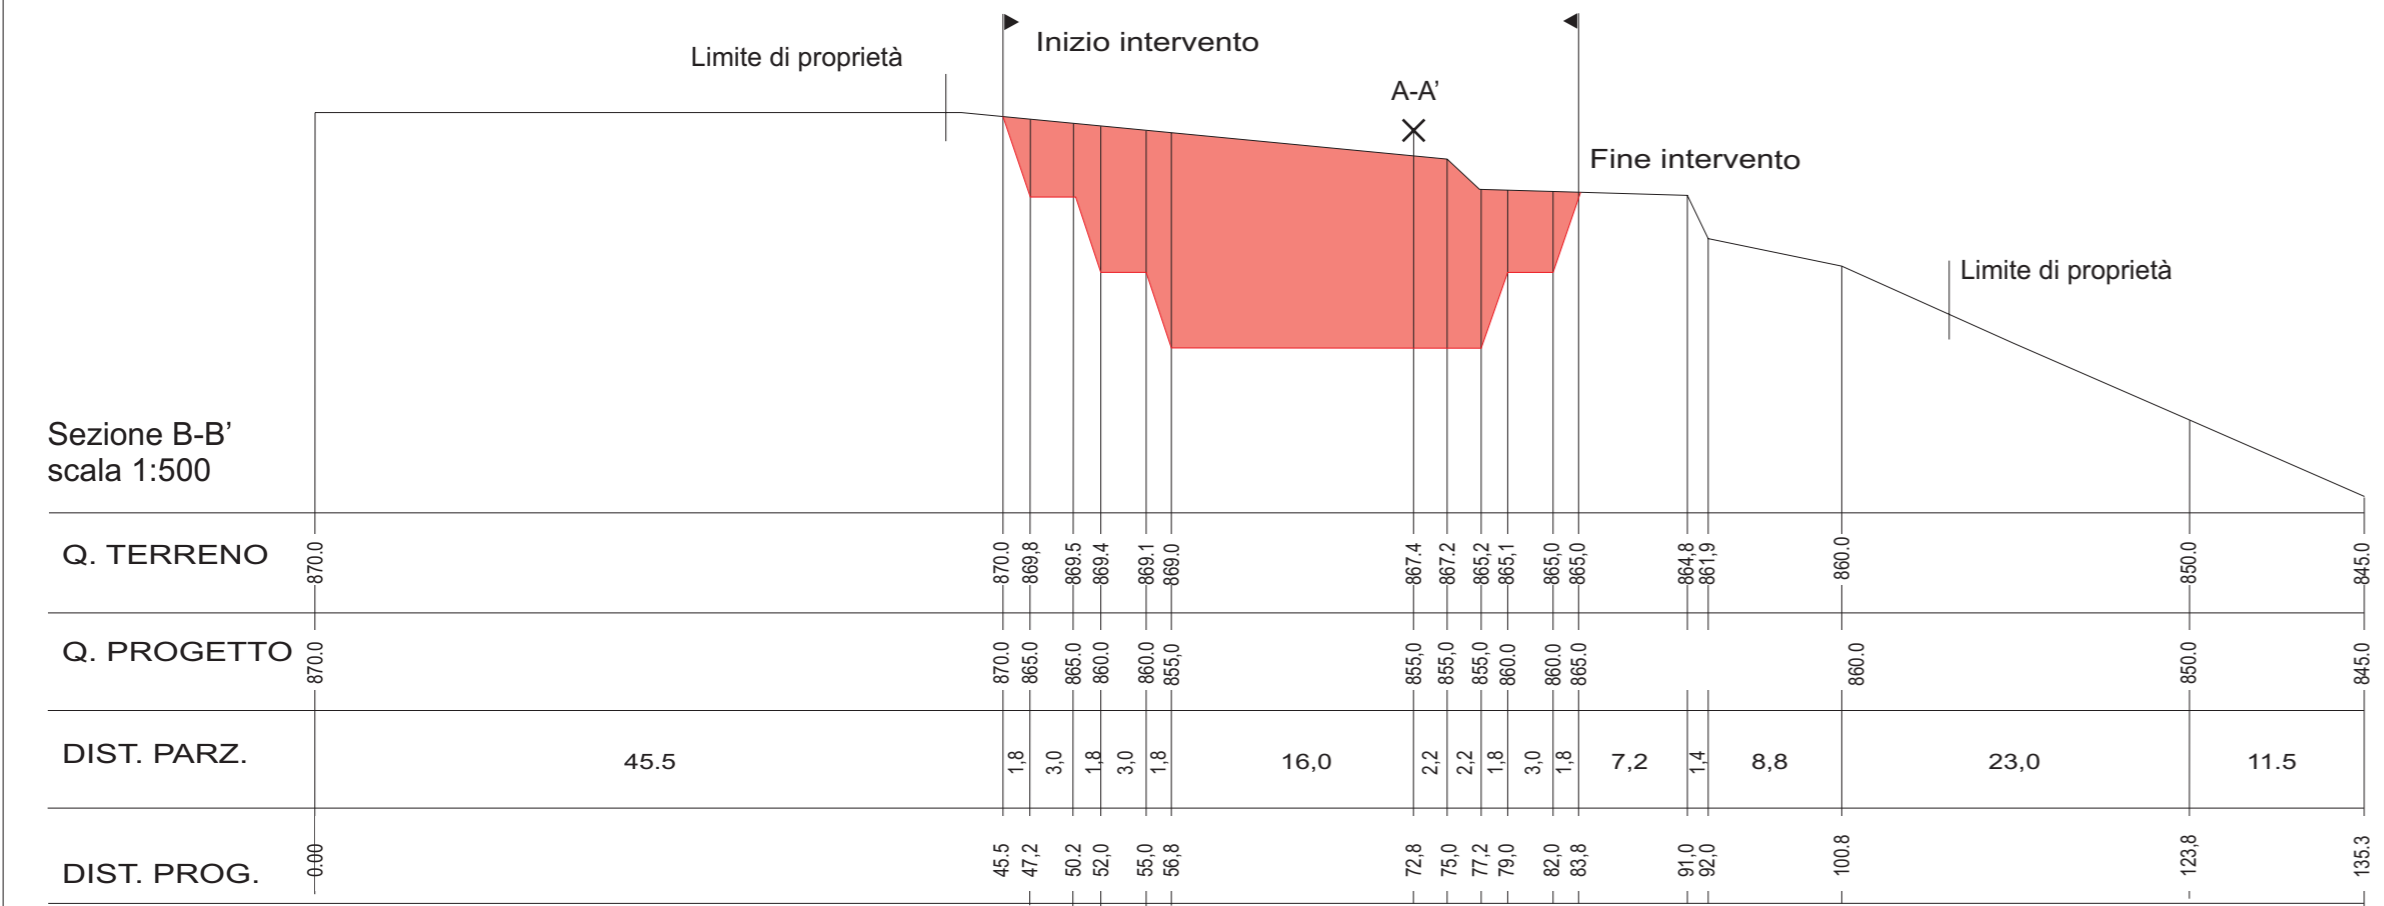 Inizio intervento
Limite di proprietà
A-A’
Fine intervento
Limite di proprietà
Sezione B-B’
scala 1:500
Q. TERRENO 870.0 870.0 869,8 869.5 869.4 869.1 869.0 867.4 867.2 865,2 865,1 865,0 865,0 864,8 861,9 860.0 850.0 845.0
Q. PROGETTO 870.0 870.0 865.0 865.0 860.0 860.0 855,0 855,0 855,0 855.0 860.0 860.0 865.0 860.0 850.0 845.0
DIST. PARZ. 45.5 1,8 3,0 1,8 3,0 1,8 16,0 2,2 2,2 1,8 3,0 1,8 7,2 1,4 8,8 23,0 11.5
DIST. PROG. 0.00 45.5 47,2 50.2 52,0 55,0 56,8 72,8 75,0 77,2 79,0 82,0 83,8 91,0 92,0 100.8 123,8 135.3